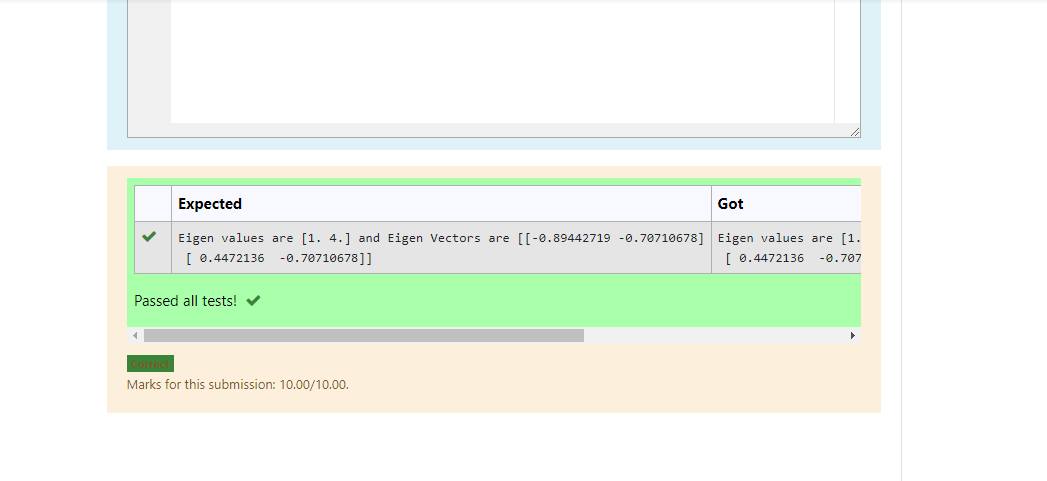 Expected Got
Eigen values are [1. 4.] and Eigen Vectors are [[-0.89442719 -0.70710678] Eigen values are [1.
[ 0.4472136  -0.70710678]] [ 0.4472136  -0.707
Passed all tests!
Correct
Marks for this submission: 10.00/10.00.